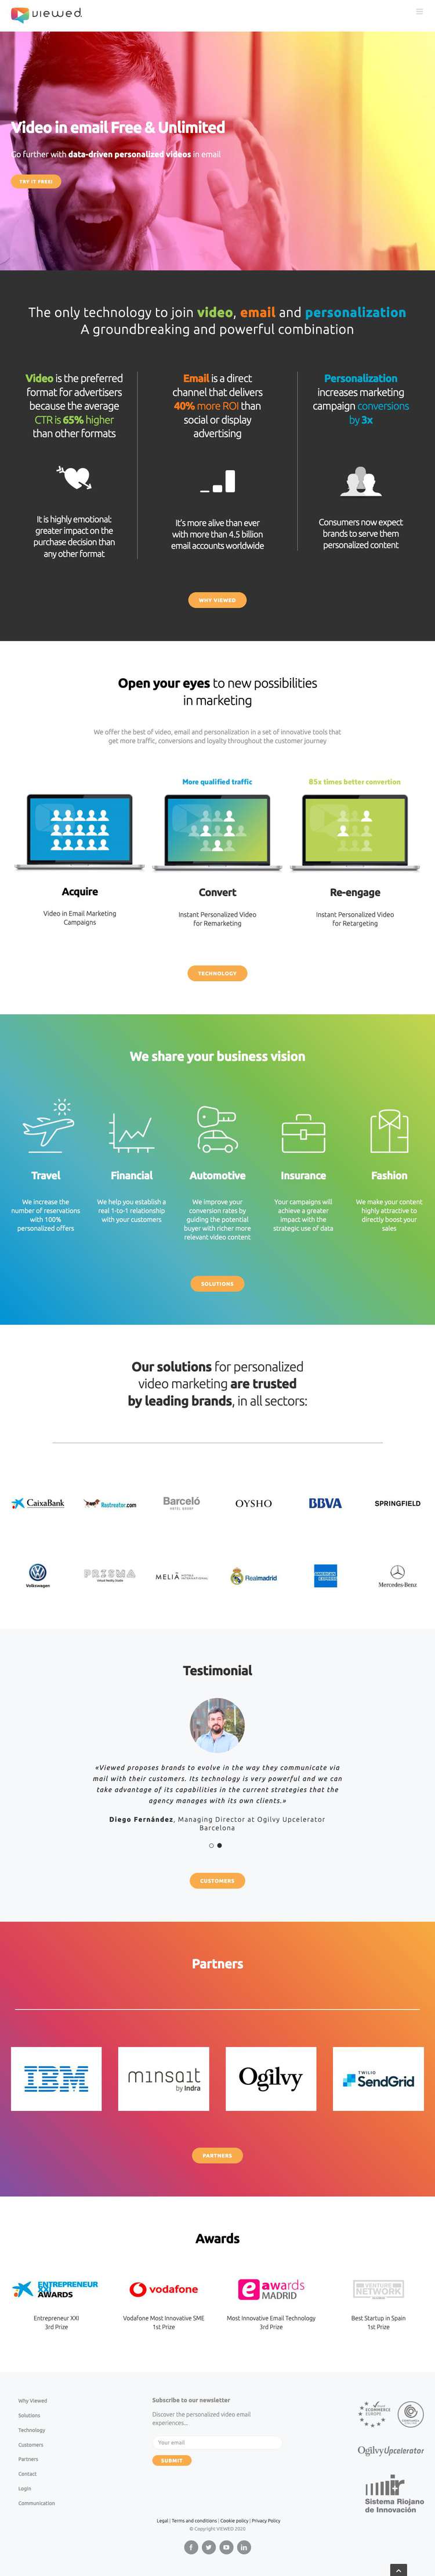 viewed.
Video in email Free & Unlimited
Go further with data-driven personalized videos in email
TRY IT FREE!
The only technology to join video, email and personalization
A groundbreaking and powerful combination
Video is the preferred
format for advertisers
because the average
CTR is 65% higher
than other formats
It is highly emotional:
greater impact on the
purchase decision than
any other format
Email is a direct
channel that delivers
40% more ROI than
social or display
advertising
It's more alive than ever
with more than 4.5 billion
email accounts worldwide
Personalization
increases marketing
campaign conversions
by 3x
Consumers now expect
brands to serve them
personalized content
WHY VIEWED
Open your eyes to new possibilities
in marketing
We offer the best of video, email and personalization in a set of innovative tools that
get more traffic, conversions and loyalty throughout the customer journey
Acquire
Video in Email Marketing
Campaigns
More qualified traffic
Convert
Instant Personalized Video
for Remarketing
85x times better convertion
Re-engage
Instant Personalized Video
for Retargeting
TECHNOLOGY
We share your business vision
Travel
We increase the
number of reservations
with 100%
personalized offers
Financial
We help you establish a
real 1-to-1 relationship
with your customers
Automotive
We improve your
conversion rates by
guiding the potential
buyer with richer more
relevant video content
Insurance
Your campaigns will
achieve a greater
impact with the
strategic use of data
Fashion
We make your content
highly attractive to
directly boost your
sales
SOLUTIONS
Our solutions for personalized
video marketing are trusted
by leading brands, in all sectors:
CaixaBank
Rastreator.com
Barceló
HOTEL GROUP
OYSHO
BBVA
SPRINGFIELD
Volkswagen
PRISMA
MELIÁ HOTELS INTERNATIONAL
Realmadrid
AMERICAN EXPRESS
Mercedes-Benz
Testimonial
«Viewed proposes brands to evolve in the way they communicate via
mail with their customers. Its technology is very powerful and we can
take advantage of its capabilities in the current strategies that the
agency manages with its own clients.»
Diego Fernández, Managing Director at Ogilvy Upcelerator
Barcelona
CUSTOMERS
Partners
IBM
minsait
by Indra
Ogilvy
TWILIO
SendGrid
PARTNERS
Awards
ENTREPRENEUR
XXI
AWARDS
Entrepreneur XXI
3rd Prize
vodafone
Vodafone Most Innovative SME
1st Prize
e awards
MADRID
Most Innovative Email Technology
3rd Prize
VENTURE
NETWORK
Best Startup in Spain
1st Prize
Why Viewed
Solutions
Technology
Customers
Partners
Contact
Login
Communication
Subscribe to our newsletter
Discover the personalized video email
experiences...
Your email
SUBMIT
ECOMMERCE
EUROPE
OgilvyUpcelerator
Sistema Riojano
de Innovación
Legal | Terms and conditions | Cookie policy | Privacy Policy
© Copyright VIEWED 2020